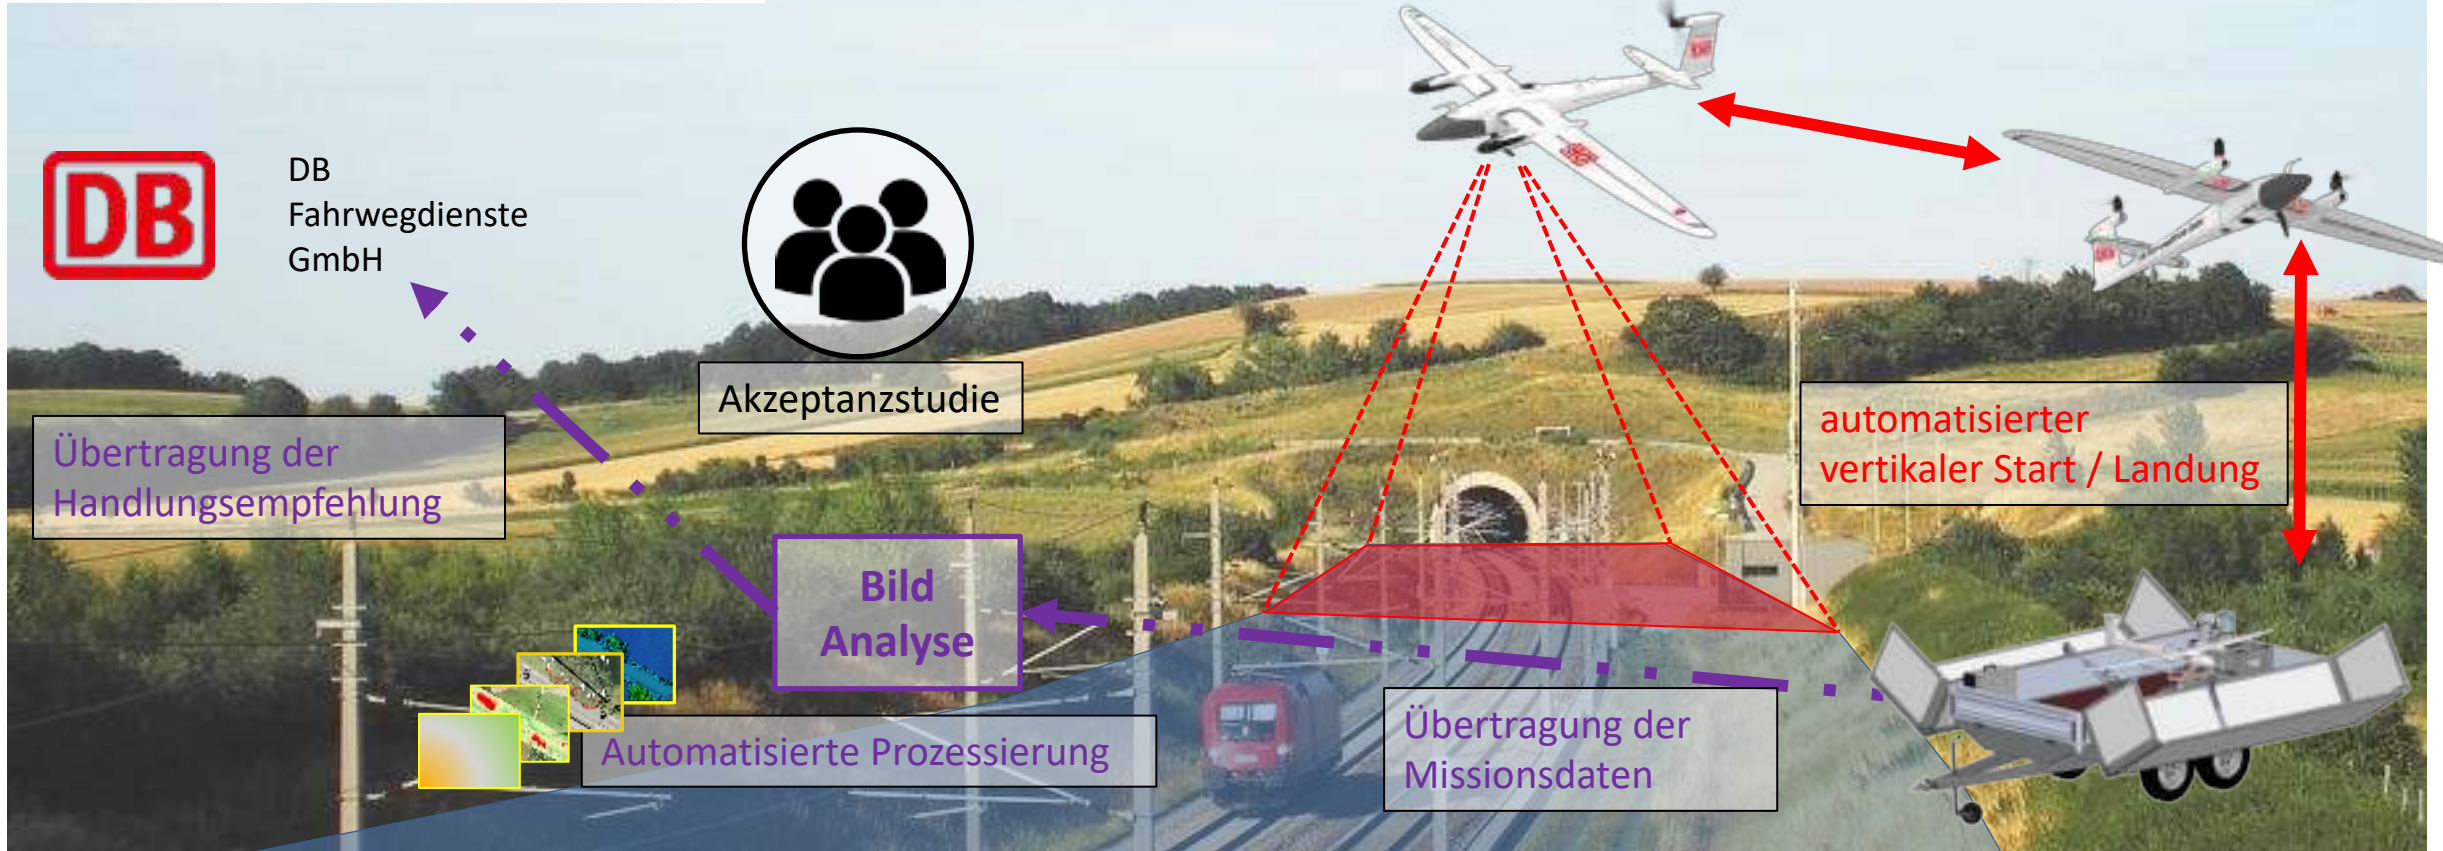 DB
DB
Fahrwegdienste
GmbH
Akzeptanzstudie
Übertragung der
Handlungsempfehlung
automatisierter
vertikaler Start / Landung
Bild
Analyse
Automatisierte Prozessierung
Übertragung der
Missionsdaten